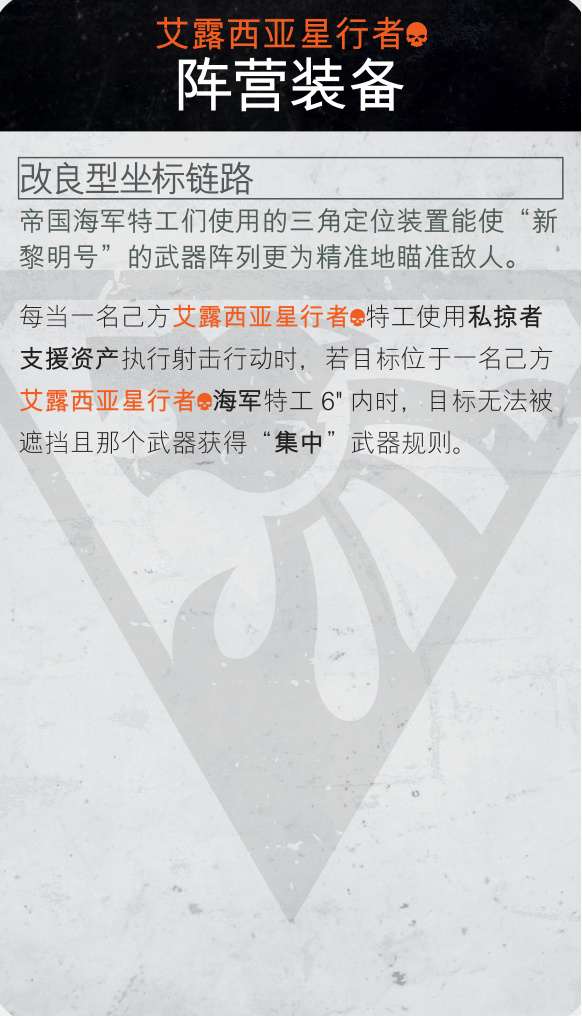 艾露西亚星行者
阵营装备
改良型坐标链路
帝国海军特工们使用的三角定位装置能使“新
黎明号”的武器阵列更为精准地瞄准敌人。
每当一名己方艾露西亚星行者特工使用私掠者
支援资产执行射击行动时，若目标位于一名己方
艾露西亚星行者海军特工 6" 内时，目标无法被
遮挡且那个武器获得“集中”武器规则。